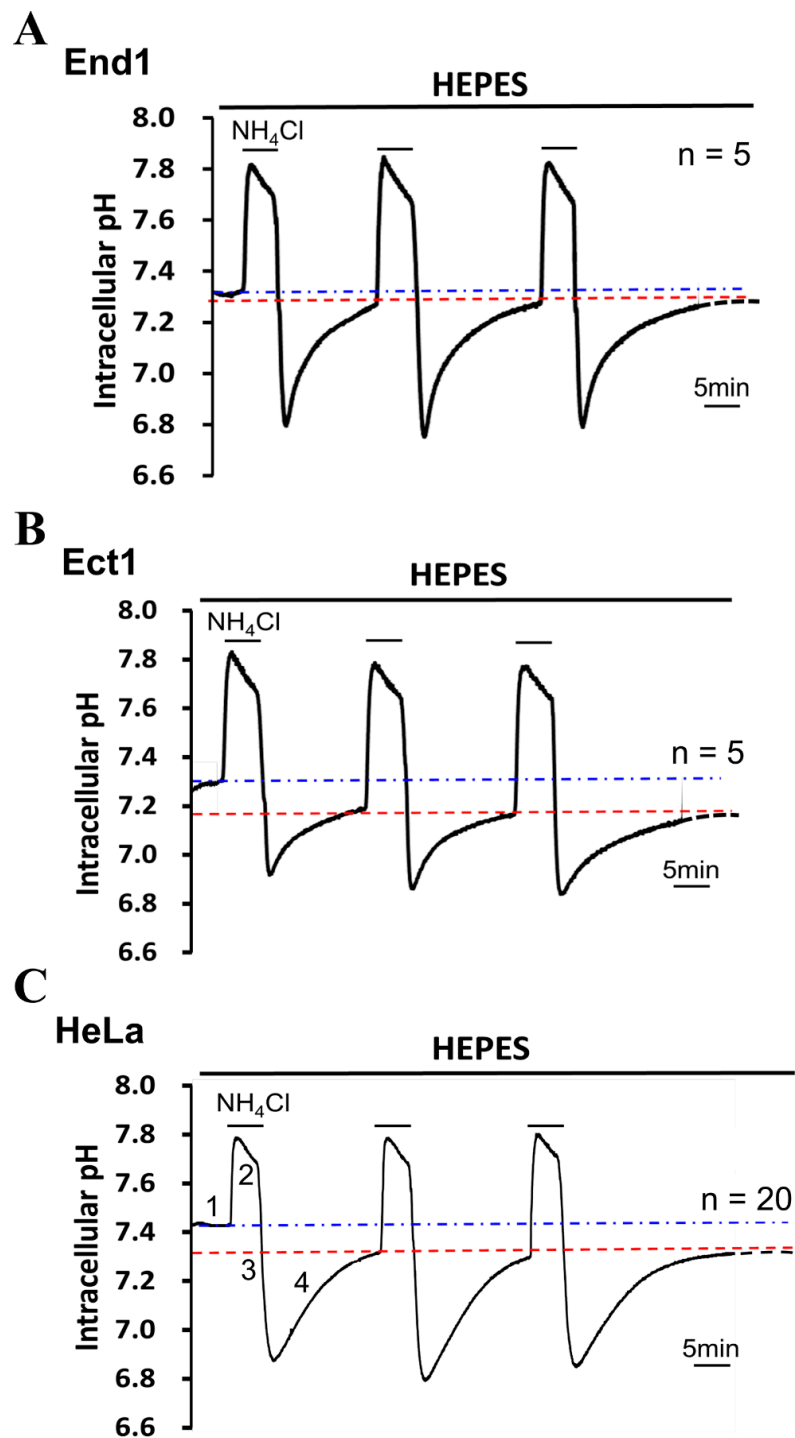 A
End1
HEPES
NH₄Cl
n = 5
8.0
7.8
7.6
7.4
7.2
7.0
6.8
6.6
Intracellular pH
5min
B
Ect1
HEPES
NH₄Cl
n = 5
8.0
7.8
7.6
7.4
7.2
7.0
6.8
6.6
Intracellular pH
5min
C
HeLa
HEPES
NH₄Cl
n = 20
8.0
7.8
7.6
7.4
7.2
7.0
6.8
6.6
Intracellular pH
1
2
3
4
5min